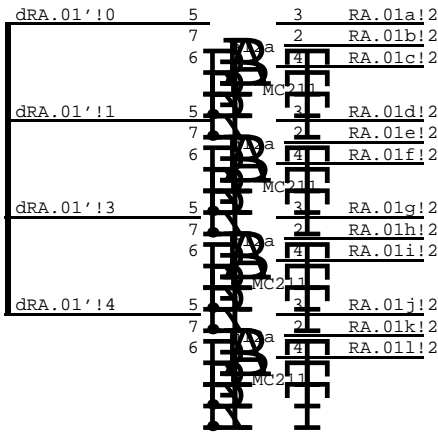 dRA.01'!0 5 3 RA.01a!2
7 2 RA.01b!2
6 4 RA.01c!2
MC211
dRA.01'!1 5 3 RA.01d!2
7 2 RA.01e!2
6 4 RA.01f!2
MC211
dRA.01'!3 5 3 RA.01g!2
7 2 RA.01h!2
6 4 RA.01i!2
MC211
dRA.01'!4 5 3 RA.01j!2
7 2 RA.01k!2
6 4 RA.01l!2
MC211